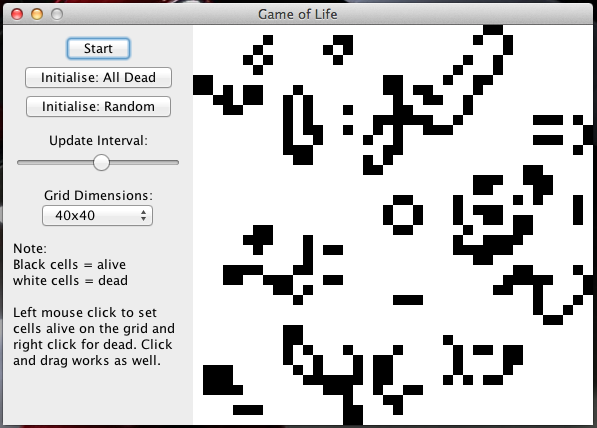 Game of Life
Start
Initialise: All Dead
Initialise: Random
Update Interval:
Grid Dimensions:
40x40
Note:
Black cells = alive
white cells = dead
Left mouse click to set
cells alive on the grid and
right click for dead. Click
and drag works as well.